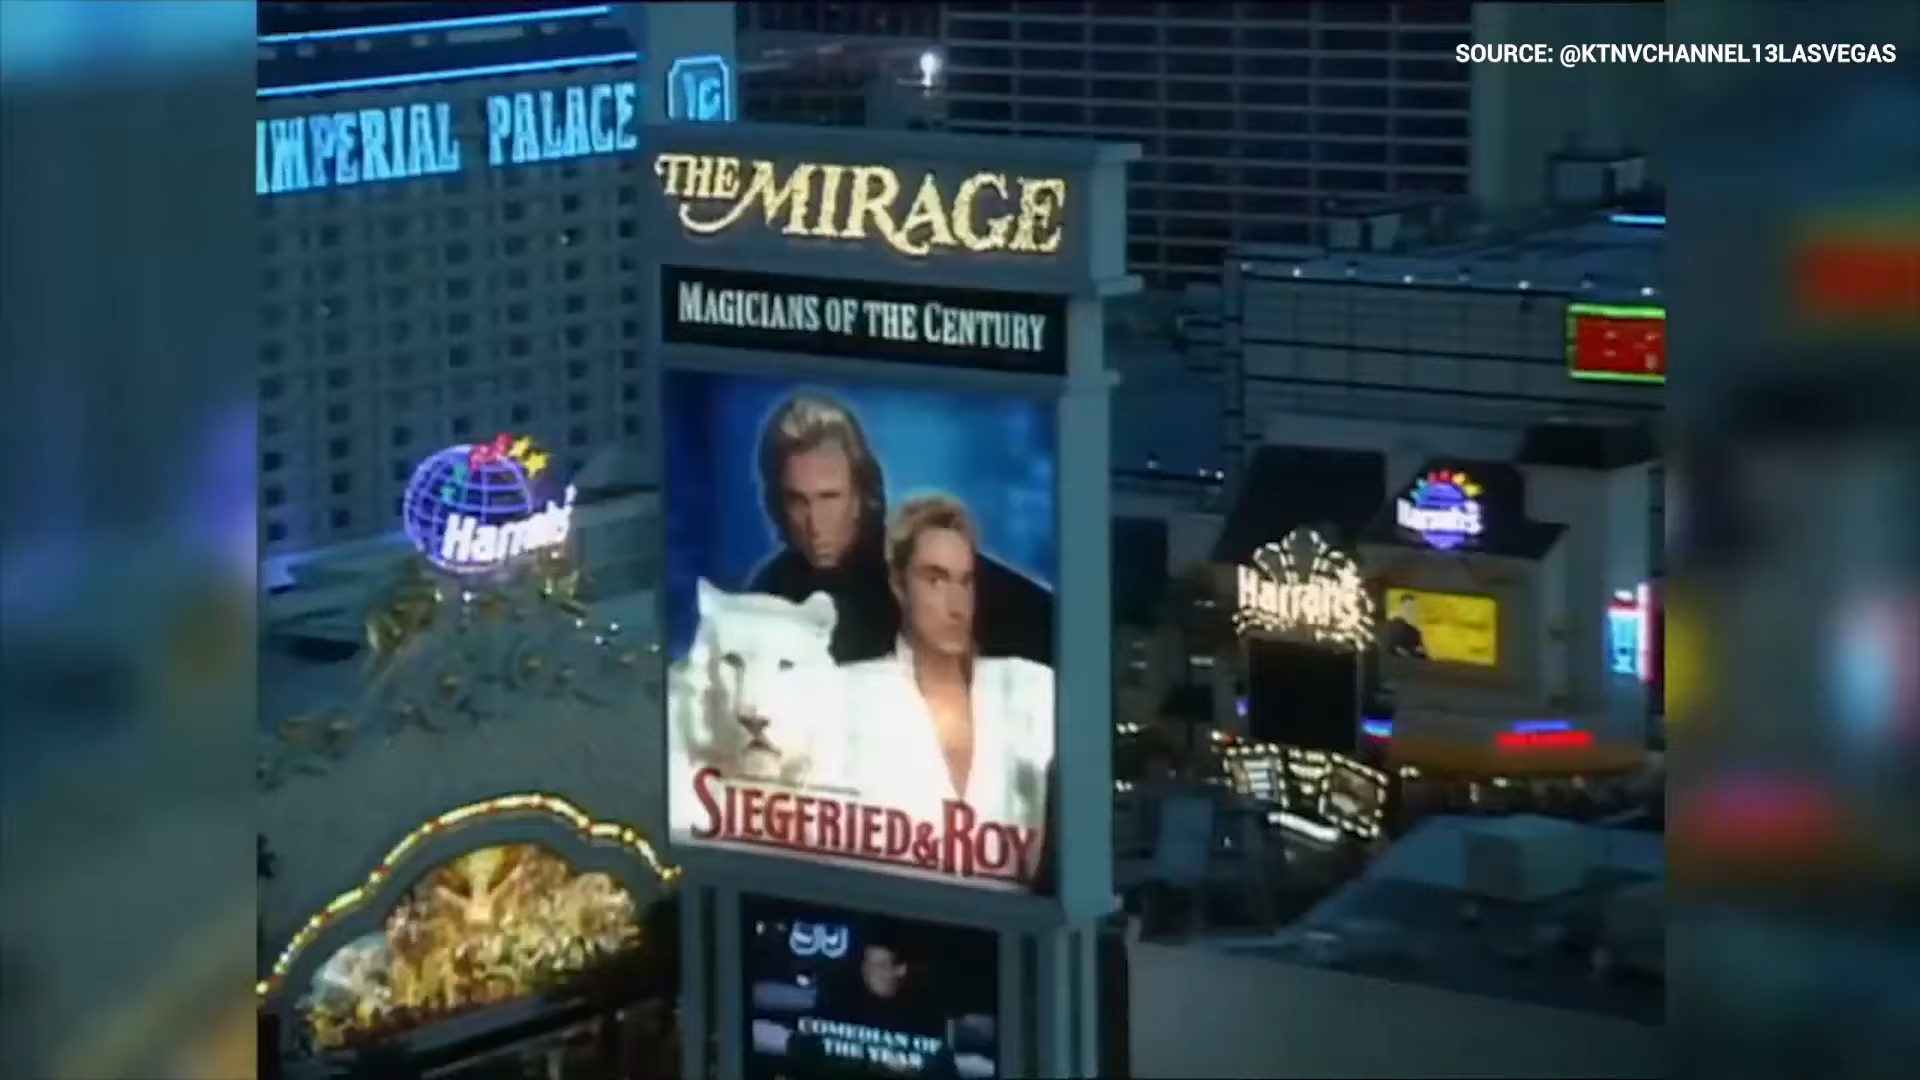 SOURCE: @KTNVCHANNEL13LASVEGAS
IMPERIAL PALACE
THE MIRAGE
MAGICIANS OF THE CENTURY
Harrah's
Harrah's
Harrah's
SIEGFRIED & ROY
COMEDIAN OF
THE YEAR